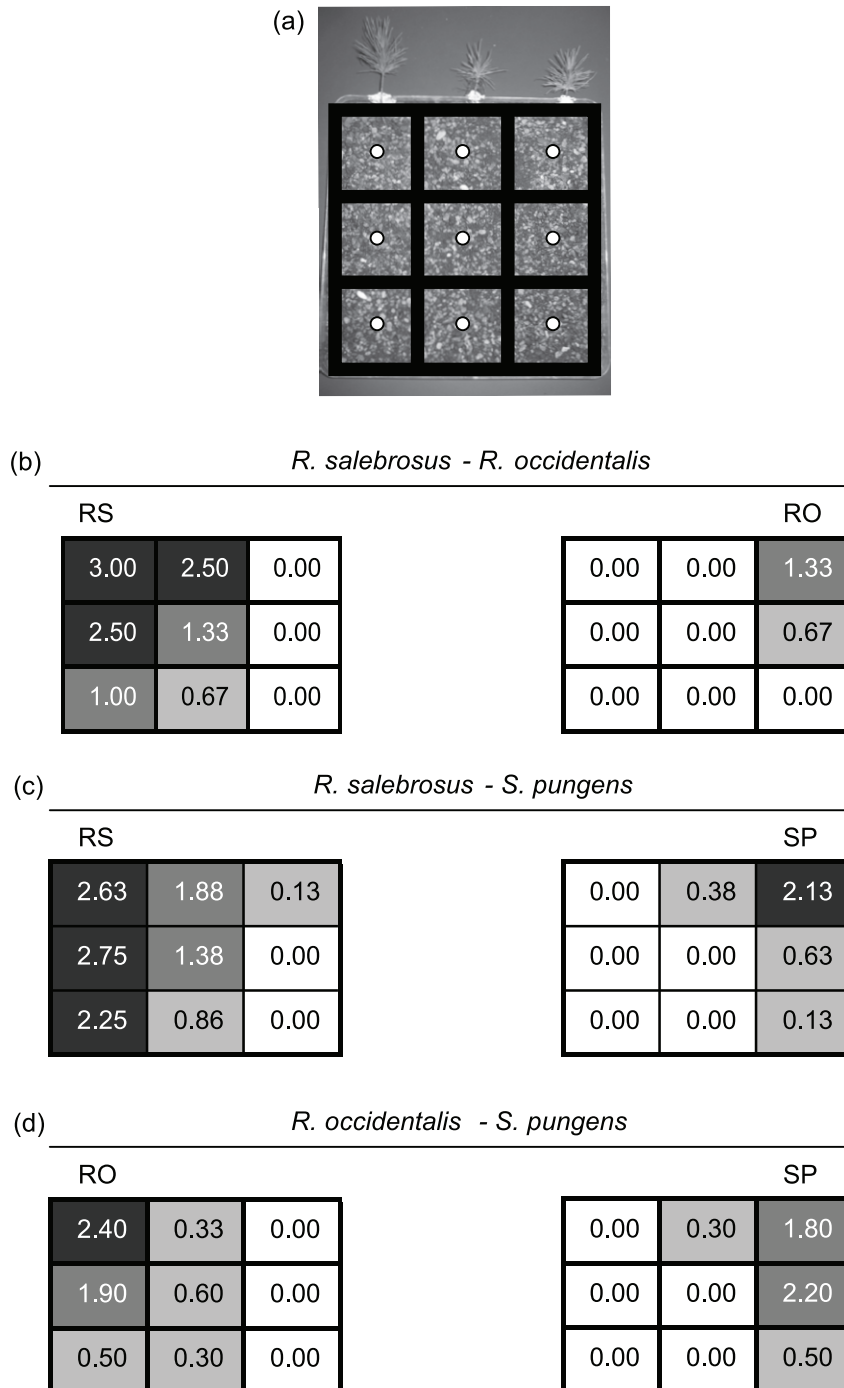 (a)
(b) R. salebrosus - R. occidentalis
RS RO
3.00 2.50 0.00 0.00 0.00 1.33
2.50 1.33 0.00 0.00 0.00 0.67
1.00 0.67 0.00 0.00 0.00 0.00
(c) R. salebrosus - S. pungens
RS SP
2.63 1.88 0.13 0.00 0.38 2.13
2.75 1.38 0.00 0.00 0.00 0.63
2.25 0.86 0.00 0.00 0.00 0.13
(d) R. occidentalis - S. pungens
RO SP
2.40 0.33 0.00 0.00 0.30 1.80
1.90 0.60 0.00 0.00 0.00 2.20
0.50 0.30 0.00 0.00 0.00 0.50